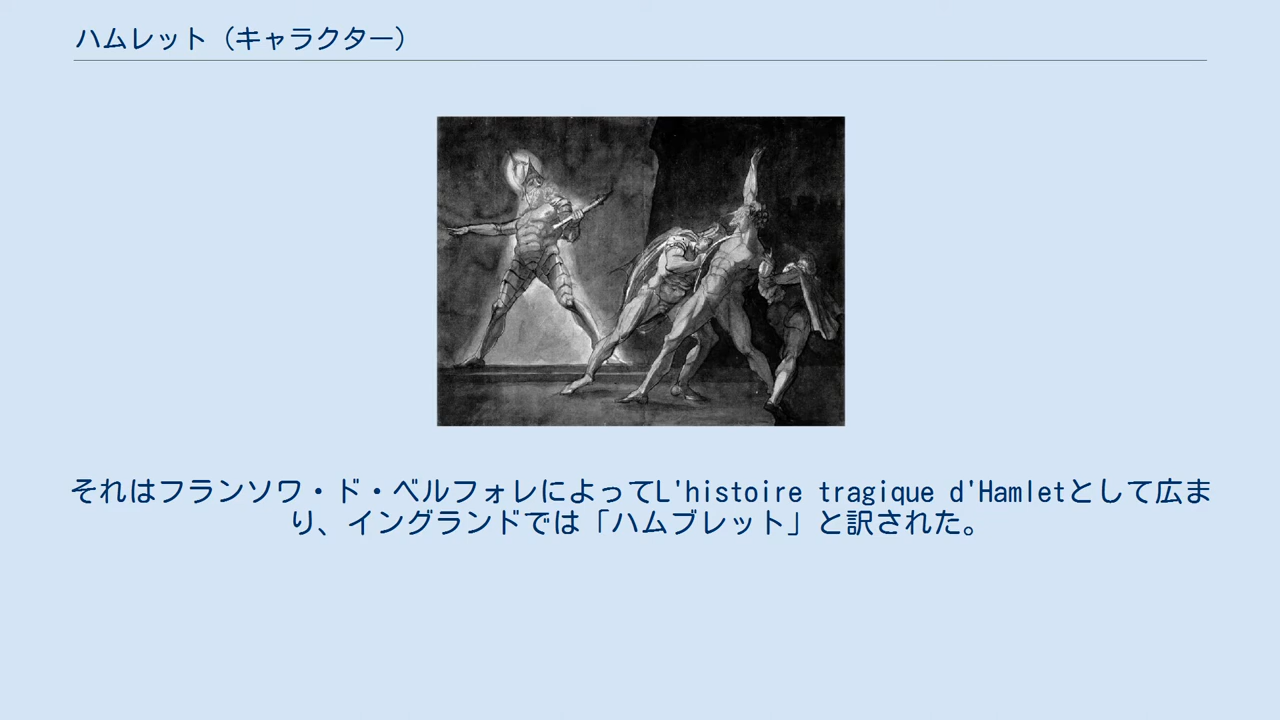 ハムレット（キャラクター）
それはフランソワ・ド・ベルフォレによってL'histoire tragique d'Hamletとして広ま
り、イングランドでは「ハムブレット」と訳された。